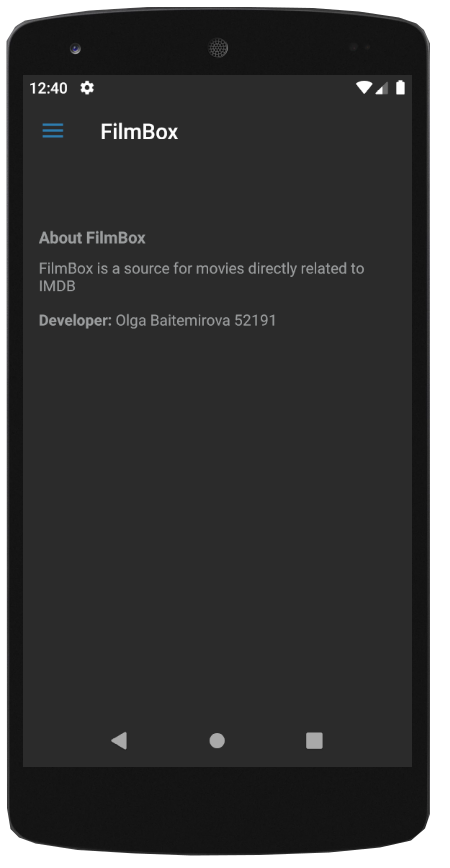 12:40
FilmBox
About FilmBox
FilmBox is a source for movies directly related to
IMDB
Developer: Olga Baitemirova 52191